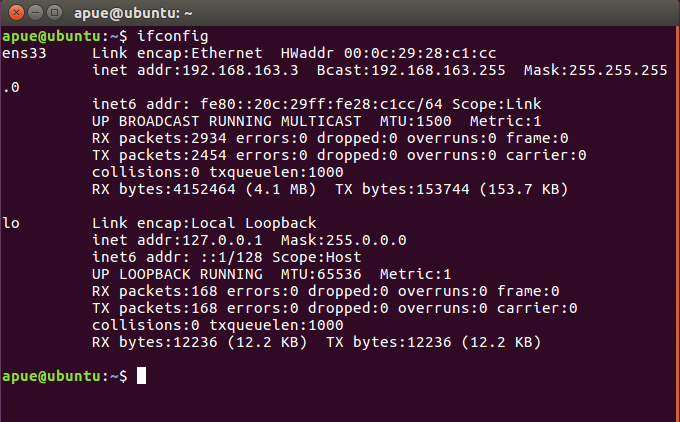 apue@ubuntu: ~
apue@ubuntu:~$ ifconfig
ens33     Link encap:Ethernet  HWaddr 00:0c:29:28:c1:cc
          inet addr:192.168.163.3  Bcast:192.168.163.255  Mask:255.255.255
.0
          inet6 addr: fe80::20c:29ff:fe28:c1cc/64 Scope:Link
          UP BROADCAST RUNNING MULTICAST  MTU:1500  Metric:1
          RX packets:2934 errors:0 dropped:0 overruns:0 frame:0
          TX packets:2454 errors:0 dropped:0 overruns:0 carrier:0
          collisions:0 txqueuelen:1000
          RX bytes:4152464 (4.1 MB)  TX bytes:153744 (153.7 KB)

lo        Link encap:Local Loopback
          inet addr:127.0.0.1  Mask:255.0.0.0
          inet6 addr: ::1/128 Scope:Host
          UP LOOPBACK RUNNING  MTU:65536  Metric:1
          RX packets:168 errors:0 dropped:0 overruns:0 frame:0
          TX packets:168 errors:0 dropped:0 overruns:0 carrier:0
          collisions:0 txqueuelen:1000
          RX bytes:12236 (12.2 KB)  TX bytes:12236 (12.2 KB)

apue@ubuntu:~$